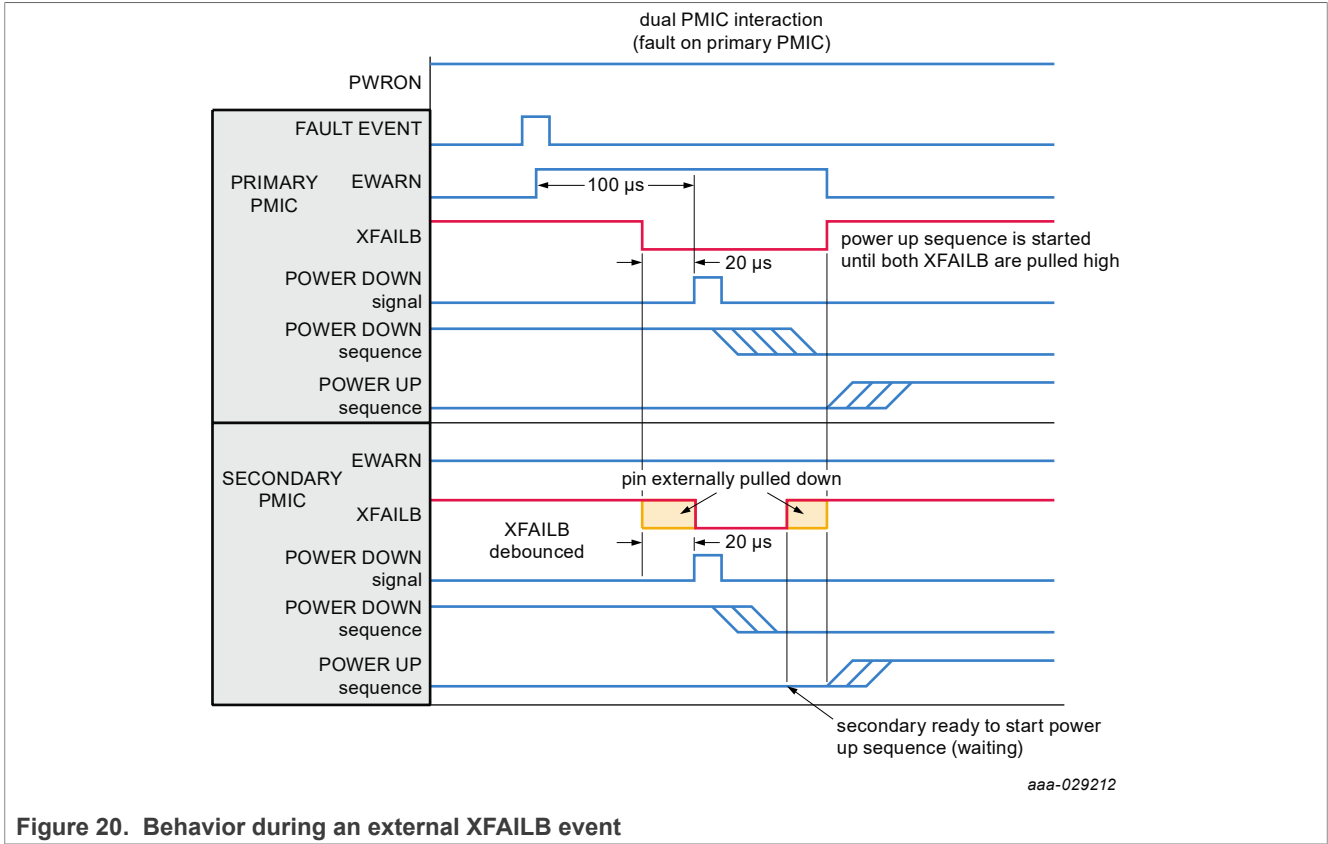 dual PMIC interaction
(fault on primary PMIC)
PWRON
FAULT EVENT
PRIMARY
PMIC
EWARN
100 µs
XFAILB
power up sequence is started
until both XFAILB are pulled high
20 µs
POWER DOWN
signal
POWER DOWN
sequence
POWER UP
sequence
SECONDARY
PMIC
EWARN
pin externally pulled down
XFAILB
XFAILB
debounced
20 µs
POWER DOWN
signal
POWER DOWN
sequence
POWER UP
sequence
secondary ready to start power
up sequence (waiting)
aaa-029212
Figure 20. Behavior during an external XFAILB event